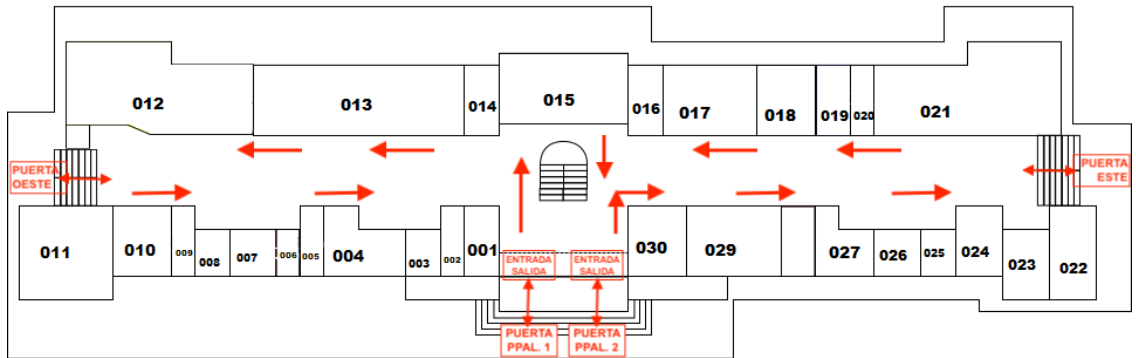 012
013
014
015
016
017
018
019
020
021
PUERTA
OESTE
PUERTA
ESTE
011
010
009
008
007
006
005
004
003
002
001
030
029
027
026
025
024
023
022
ENTRADA
SALIDA
ENTRADA
SALIDA
PUERTA
PPAL. 1
PUERTA
PPAL. 2